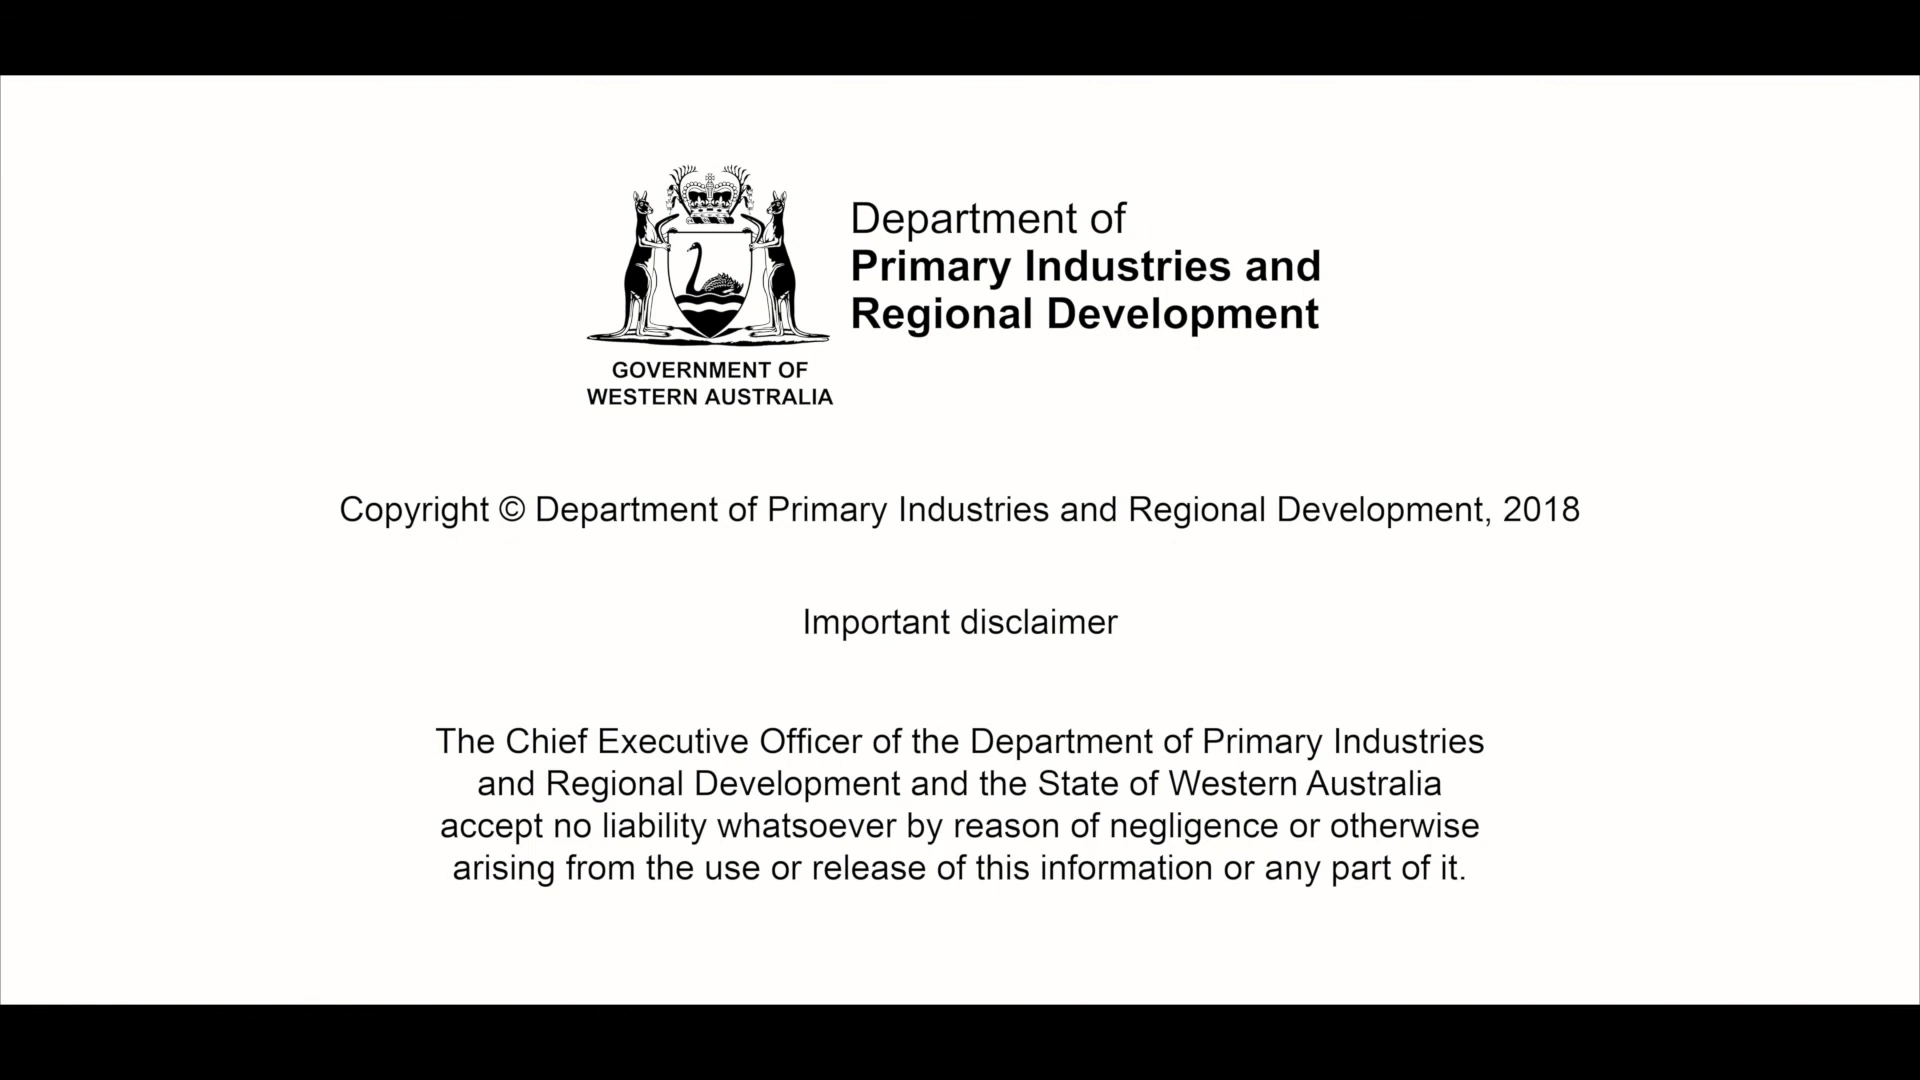 Department of
Primary Industries and
Regional Development
GOVERNMENT OF
WESTERN AUSTRALIA
Copyright © Department of Primary Industries and Regional Development, 2018
Important disclaimer
The Chief Executive Officer of the Department of Primary Industries
and Regional Development and the State of Western Australia
accept no liability whatsoever by reason of negligence or otherwise
arising from the use or release of this information or any part of it.